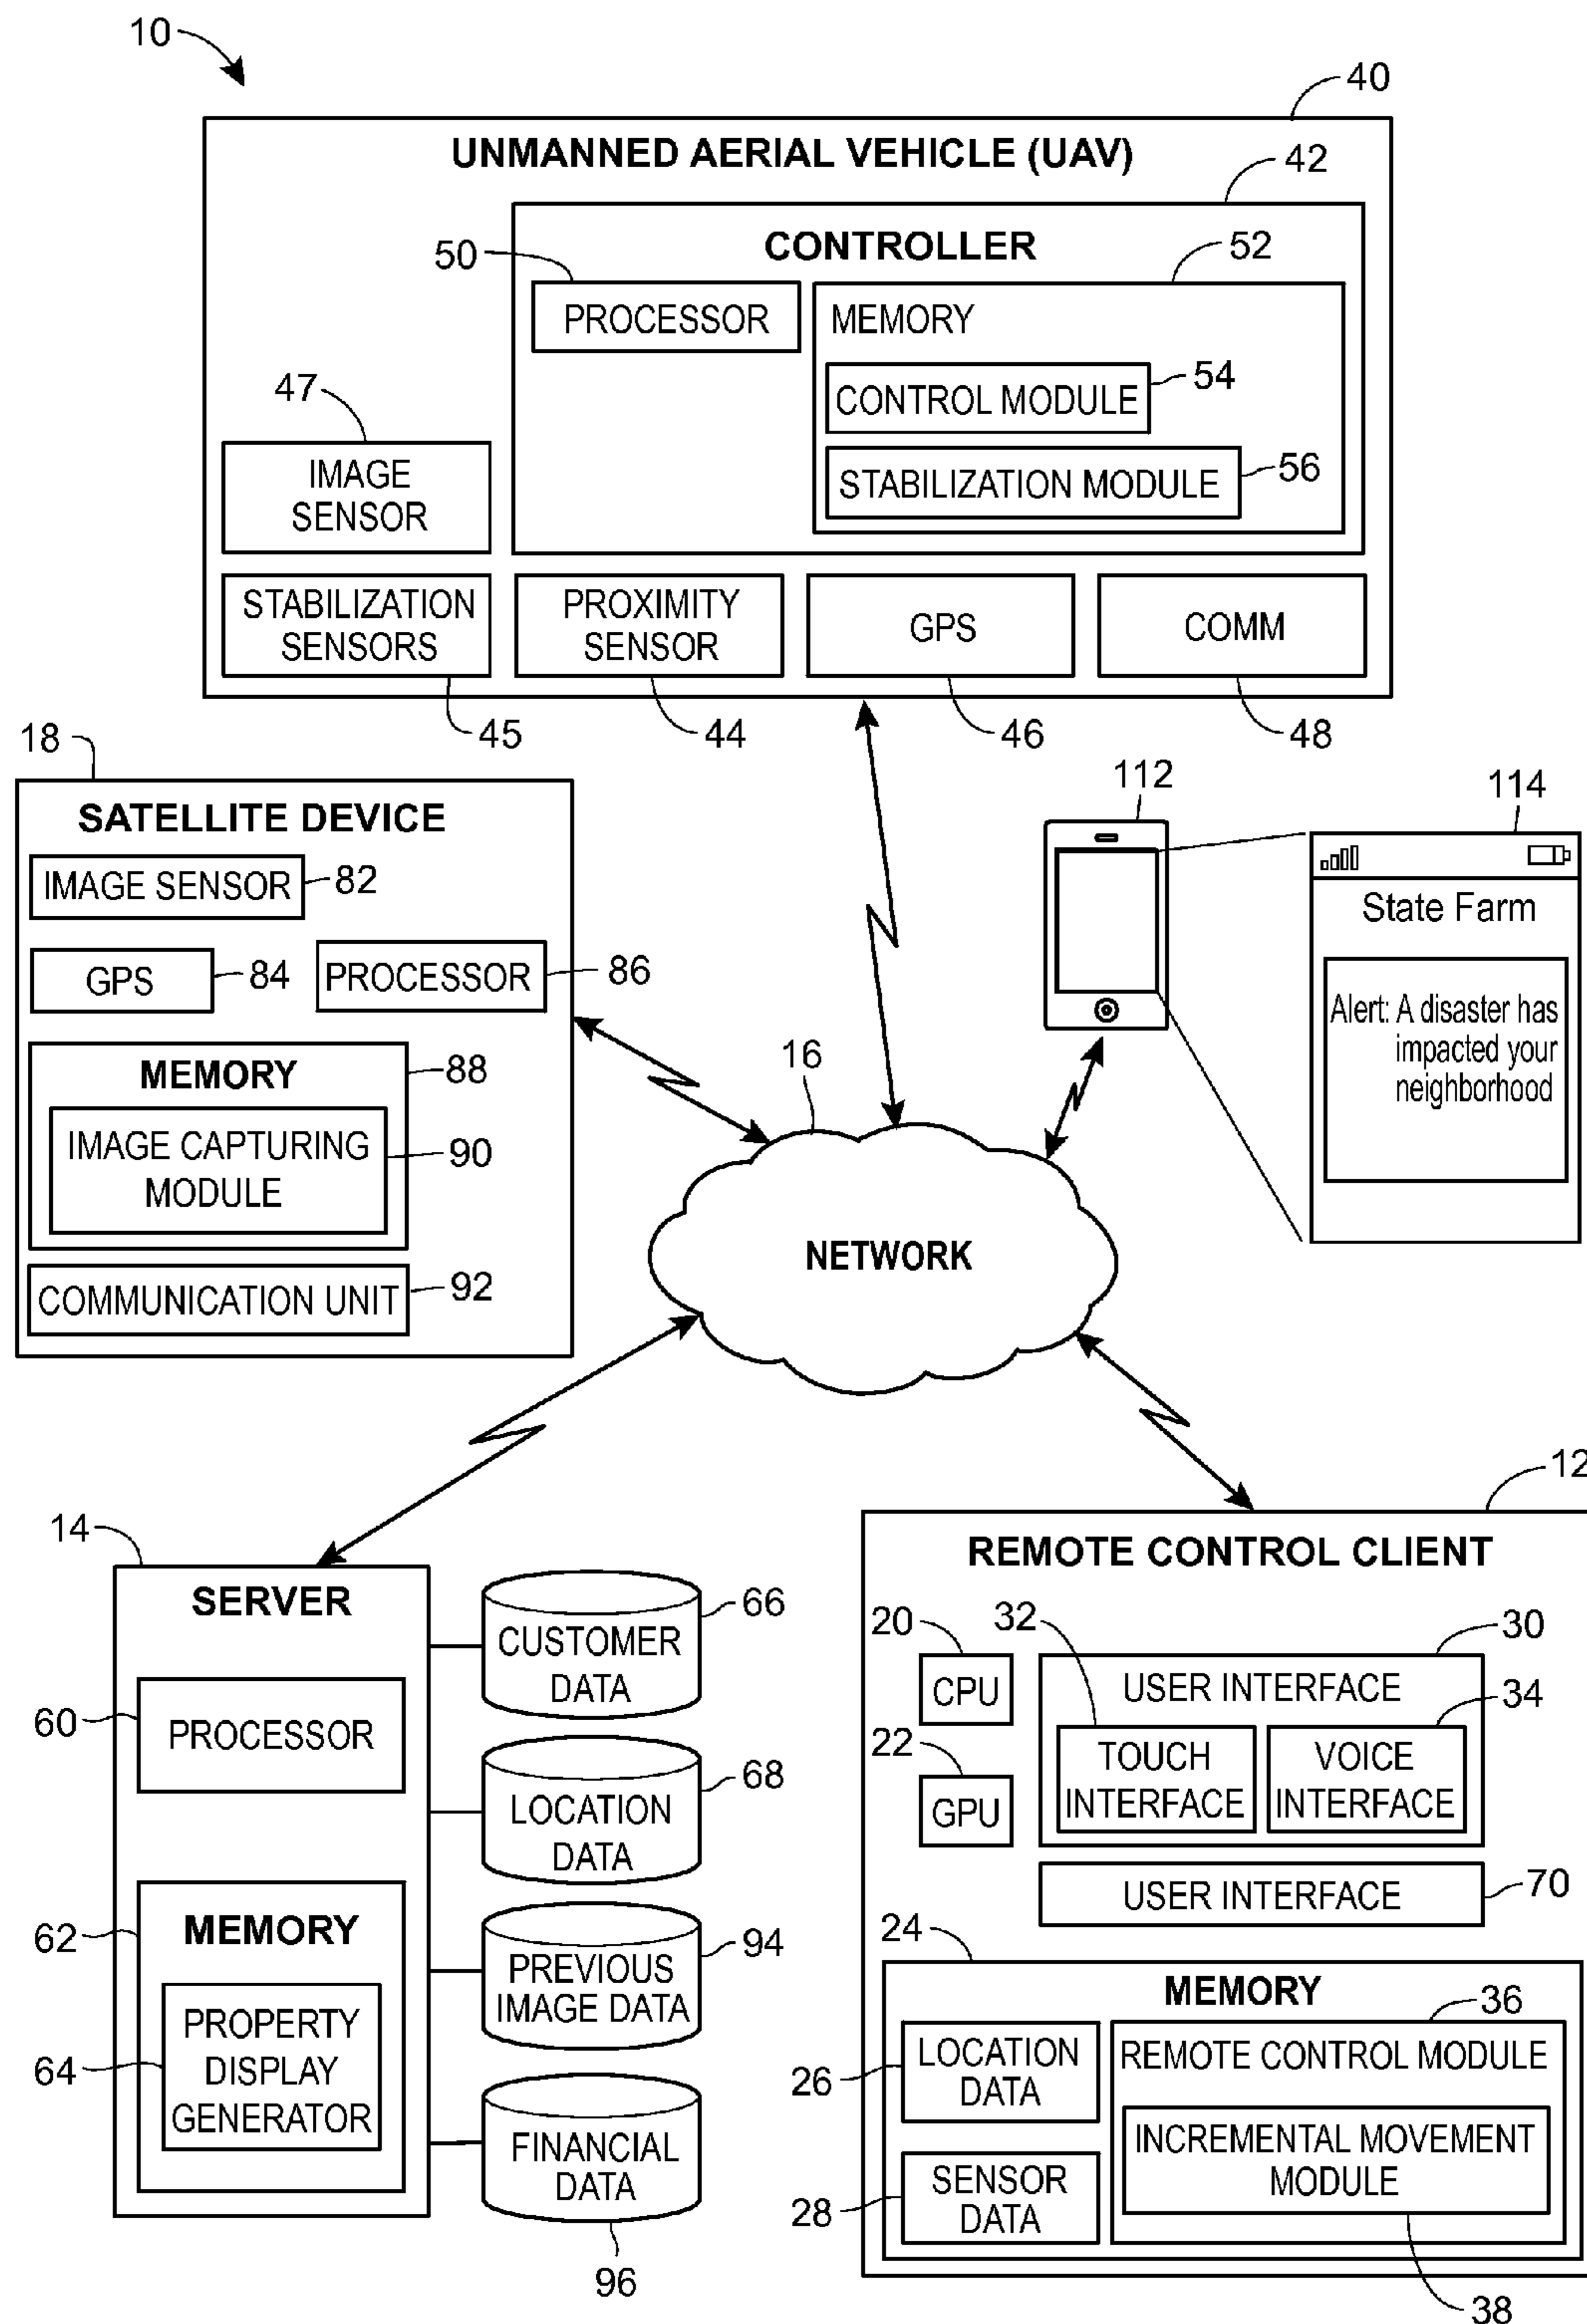 10
40
UNMANNED AERIAL VEHICLE (UAV)
42
CONTROLLER
50
52
PROCESSOR
MEMORY
54
CONTROL MODULE
56
STABILIZATION MODULE
47
IMAGE
SENSOR
STABILIZATION
SENSORS
PROXIMITY
SENSOR
GPS
COMM
45
44
46
48
18
SATELLITE DEVICE
IMAGE SENSOR
82
GPS
84
PROCESSOR
86
MEMORY
88
IMAGE CAPTURING
MODULE
90
COMMUNICATION UNIT
92
112
114
State Farm
Alert: A disaster has
impacted your
neighborhood
16
NETWORK
14
SERVER
60
PROCESSOR
62
MEMORY
64
PROPERTY
DISPLAY
GENERATOR
CUSTOMER
DATA
66
LOCATION
DATA
68
PREVIOUS
IMAGE DATA
94
FINANCIAL
DATA
96
12
REMOTE CONTROL CLIENT
20
CPU
22
GPU
32
30
USER INTERFACE
34
TOUCH
INTERFACE
VOICE
INTERFACE
USER INTERFACE
70
24
MEMORY
36
26
LOCATION
DATA
28
SENSOR
DATA
REMOTE CONTROL MODULE
INCREMENTAL MOVEMENT
MODULE
38